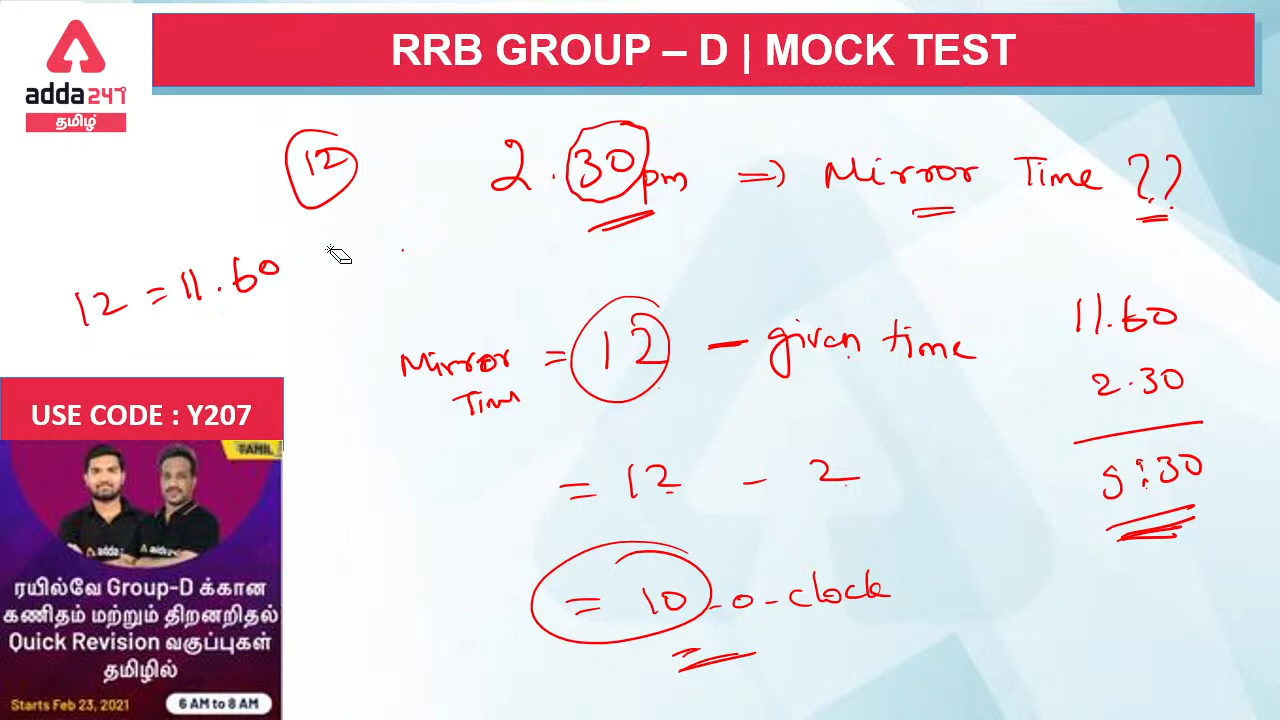 RRB GROUP – D | MOCK TEST
adda247
தமிழ்
12
2.30pm ⇒ Mirror Time ??
12 = 11.60
Mirror Time = 12 – given time
= 12 - 2
= 10-o-clock
11.60
2.30
9:30
USE CODE : Y207
TAMIL
ரயில்வே Group-D க்கான
கணிதம் மற்றும் திறனறிதல்
Quick Revision வகுப்புகள்
தமிழில்
Starts Feb 23, 2021
6 AM to 8 AM